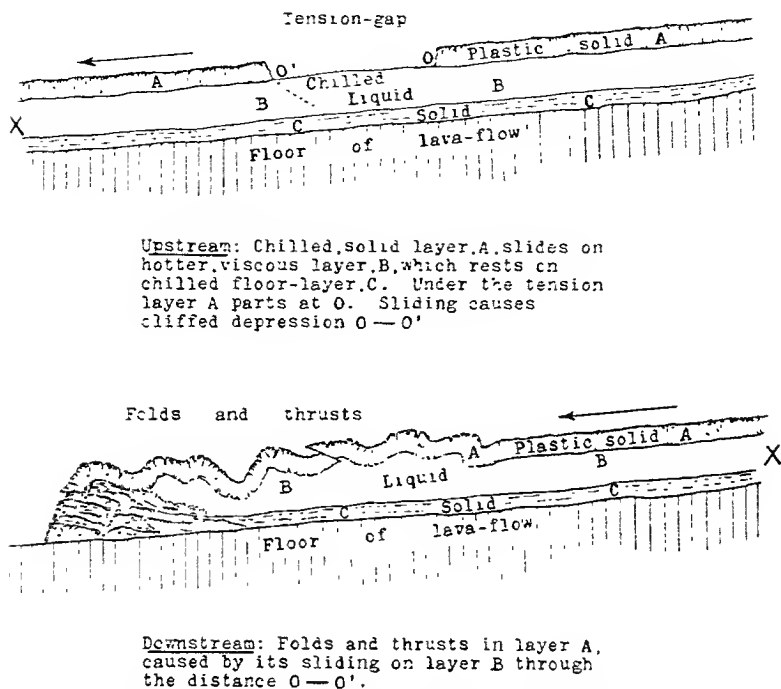 Tension-gap
O Plastic solid A
A O' Chilled
Liquid B
B
X C Solid C
Floor of lava-flow
Upstream: Chilled,solid layer,A,slides on
hotter,viscous layer,B,which rests on
chilled floor-layer,C. Under the tension
layer A parts at O. Sliding causes
cliffed depression O—O'
Folds and thrusts
A Plastic solid A
B Liquid B X
C Solid C
Floor of lava-flow
Downstream: Folds and thrusts in layer A,
caused by its sliding on layer B through
the distance O—O'.